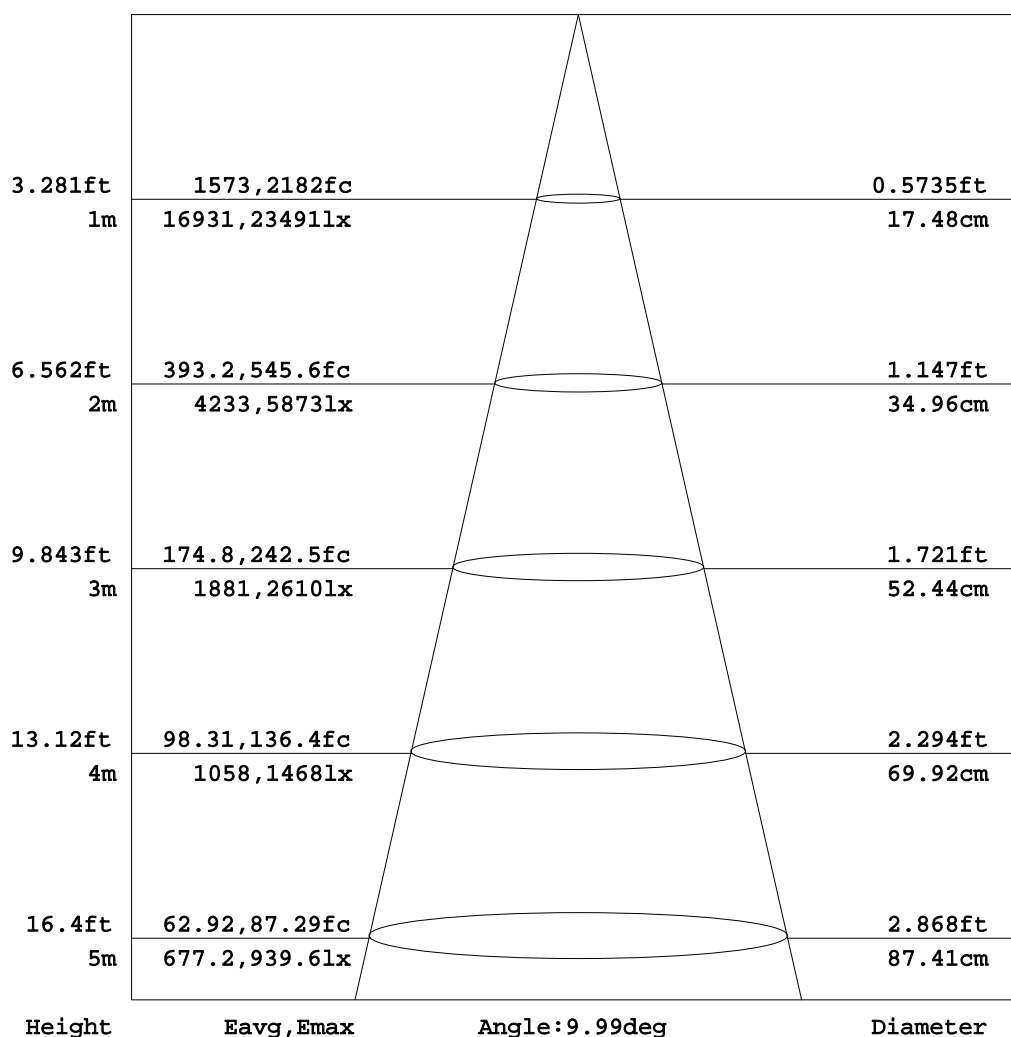 3.281ft 1573,2182fc 0.5735ft
1m 16931,23491lx 17.48cm
6.562ft 393.2,545.6fc 1.147ft
2m 4233,5873lx 34.96cm
9.843ft 174.8,242.5fc 1.721ft
3m 1881,2610lx 52.44cm
13.12ft 98.31,136.4fc 2.294ft
4m 1058,1468lx 69.92cm
16.4ft 62.92,87.29fc 2.868ft
5m 677.2,939.6lx 87.41cm
Height Eavg,Emax Angle:9.99deg Diameter